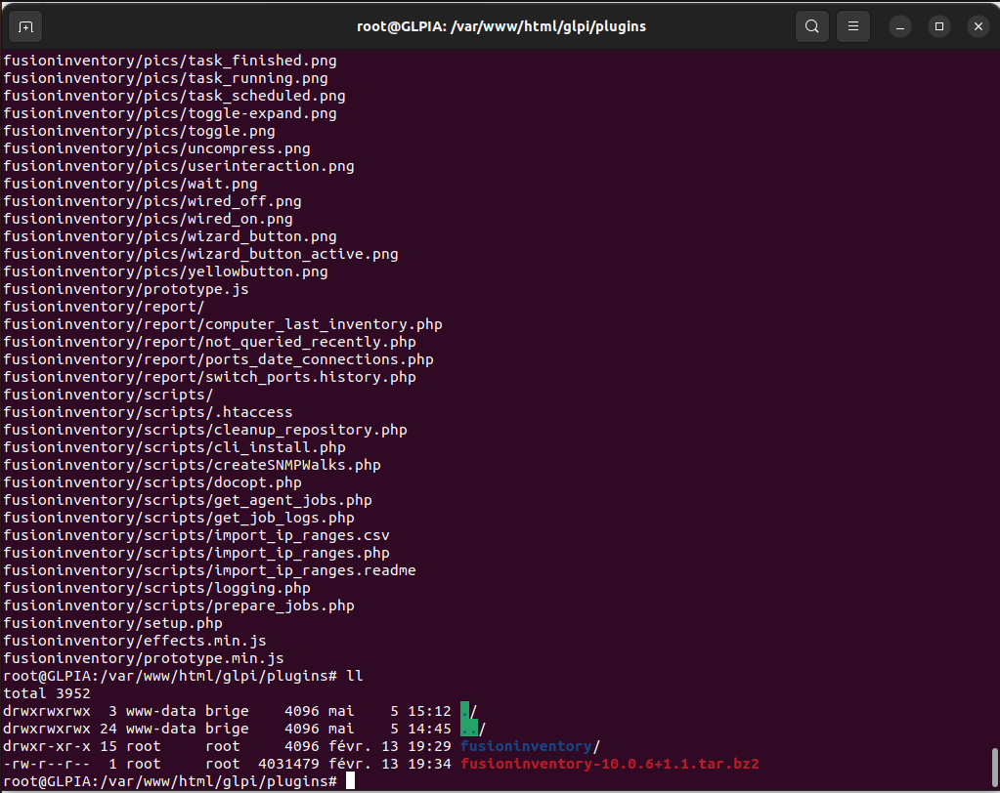 root@GLPIA: /var/www/html/glpi/plugins
fusioninventory/pics/task_finished.png
fusioninventory/pics/task_running.png
fusioninventory/pics/task_scheduled.png
fusioninventory/pics/toggle-expand.png
fusioninventory/pics/toggle.png
fusioninventory/pics/uncompress.png
fusioninventory/pics/userinteraction.png
fusioninventory/pics/wait.png
fusioninventory/pics/wired_off.png
fusioninventory/pics/wired_on.png
fusioninventory/pics/wizard_button.png
fusioninventory/pics/wizard_button_active.png
fusioninventory/pics/yellowbutton.png
fusioninventory/prototype.js
fusioninventory/report/
fusioninventory/report/computer_last_inventory.php
fusioninventory/report/not_queried_recently.php
fusioninventory/report/ports_date_connections.php
fusioninventory/report/switch_ports.history.php
fusioninventory/scripts/
fusioninventory/scripts/.htaccess
fusioninventory/scripts/cleanup_repository.php
fusioninventory/scripts/cli_install.php
fusioninventory/scripts/createSNMPWalks.php
fusioninventory/scripts/docopt.php
fusioninventory/scripts/get_agent_jobs.php
fusioninventory/scripts/get_job_logs.php
fusioninventory/scripts/import_ip_ranges.csv
fusioninventory/scripts/import_ip_ranges.php
fusioninventory/scripts/import_ip_ranges.readme
fusioninventory/scripts/logging.php
fusioninventory/scripts/prepare_jobs.php
fusioninventory/setup.php
fusioninventory/effects.min.js
fusioninventory/prototype.min.js
root@GLPIA:/var/www/html/glpi/plugins# ll
total 3952
drwxrwxrwx  3 www-data brige    4096 mai    5 15:12 ./
drwxrwxrwx 24 www-data brige    4096 mai    5 14:45 ../
drwxr-xr-x 15 root     root     4096 févr. 13 19:29 fusioninventory/
-rw-r--r--  1 root     root  4031479 févr. 13 19:34 fusioninventory-10.0.6+1.1.tar.bz2
root@GLPIA:/var/www/html/glpi/plugins#